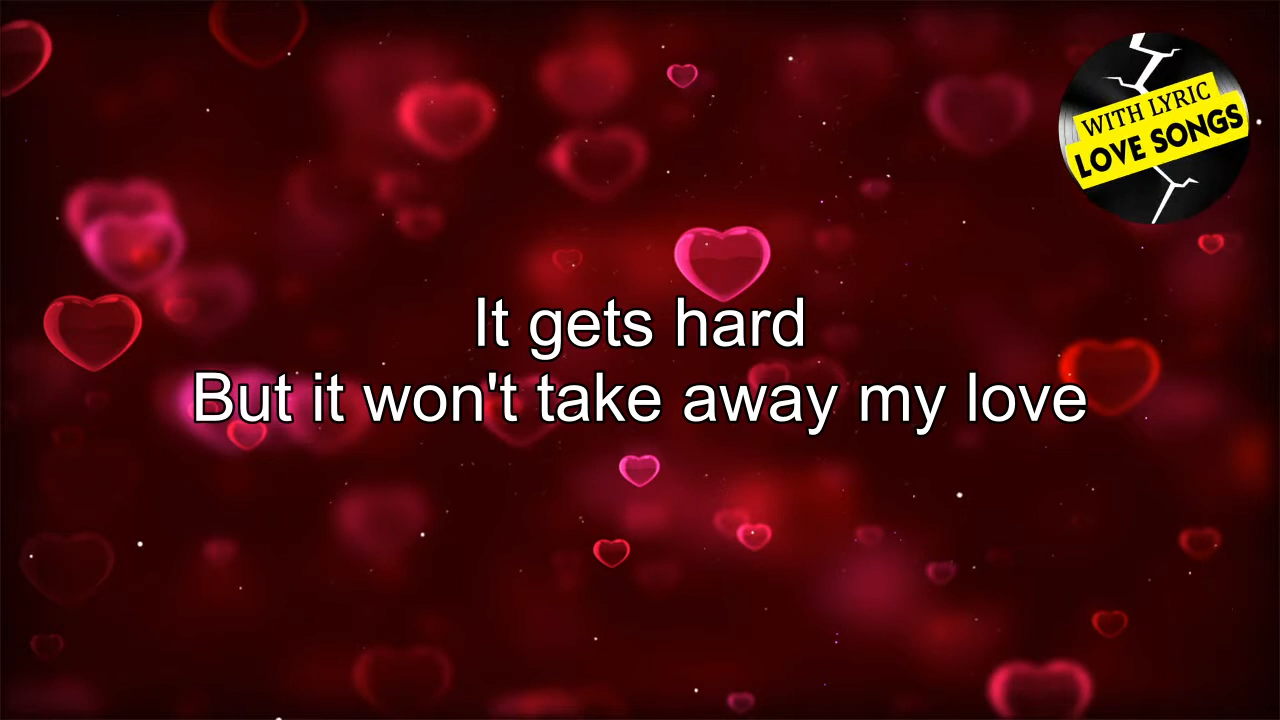 WITH LYRIC
LOVE SONGS
It gets hard
But it won't take away my love